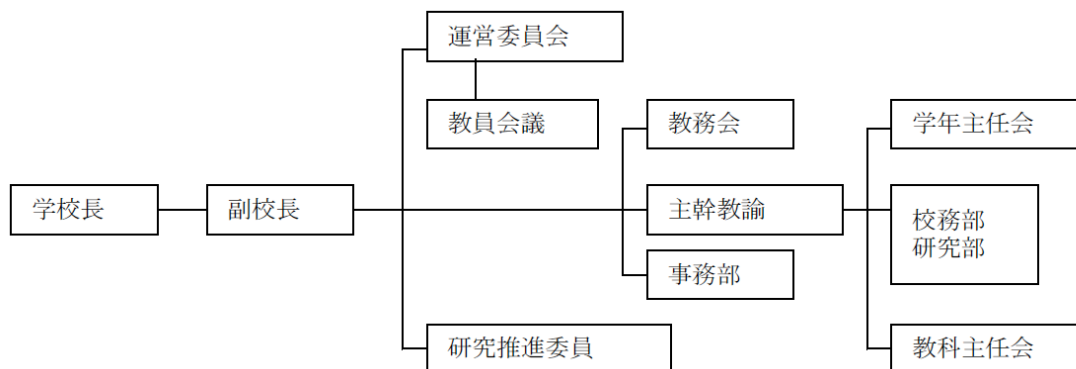 運営委員会
教員会議
教務会
学年主任会
学校長
副校長
主幹教諭
校務部
研究部
事務部
研究推進委員
教科主任会